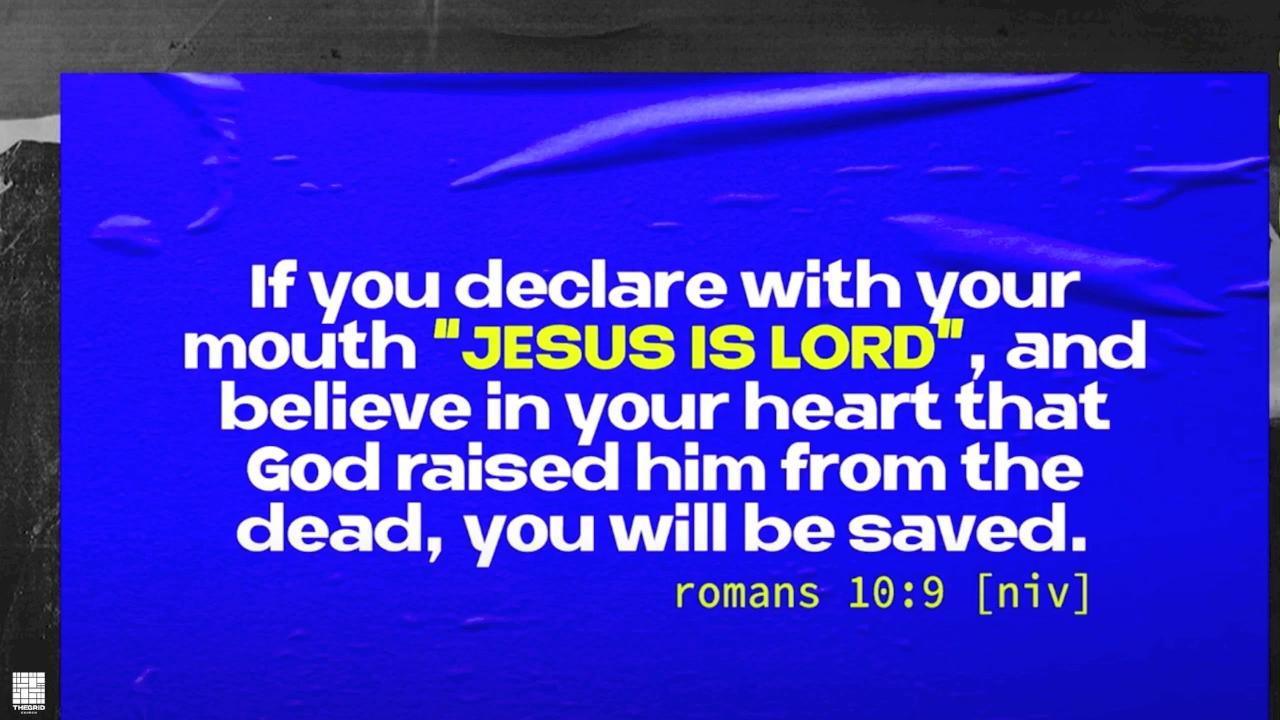 If you declare with your
mouth "JESUS IS LORD", and
believe in your heart that
God raised him from the
dead, you will be saved.
romans 10:9 [niv]
THEGRID
CHURCH